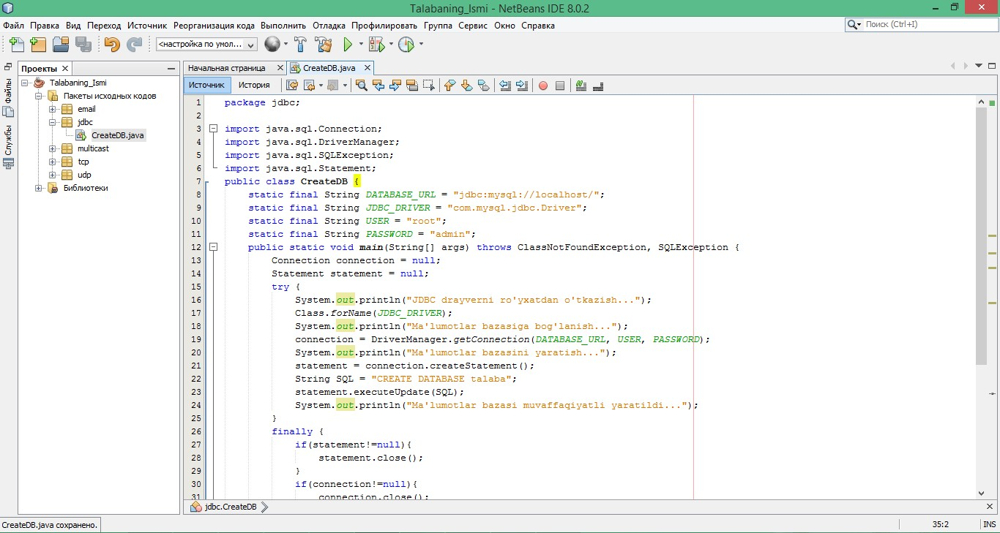 Talabaning_Ismi - NetBeans IDE 8.0.2
Файл Правка Вид Переход Источник Реорганизация кода Выполнить Отладка Профилировать Группа Сервис Окно Справка
Поиск (Ctrl+I)
<настройка по умол...
Файлы
Службы
Проекты
Talabaning_Ismi
Пакеты исходных кодов
email
jdbc
CreateDB.java
multicast
tcp
udp
Библиотеки
Начальная страница
CreateDB.java
Источник История
1 package jdbc;
2
3 import java.sql.Connection;
4 import java.sql.DriverManager;
5 import java.sql.SQLException;
6 import java.sql.Statement;
7 public class CreateDB {
8 static final String DATABASE_URL = "jdbc:mysql://localhost/";
9 static final String JDBC_DRIVER = "com.mysql.jdbc.Driver";
10 static final String USER = "root";
11 static final String PASSWORD = "admin";
12 public static void main(String[] args) throws ClassNotFoundException, SQLException {
13 Connection connection = null;
14 Statement statement = null;
15 try {
16 System.out.println("JDBC drayverni ro'yxatdan o'tkazish...");
17 Class.forName(JDBC_DRIVER);
18 System.out.println("Ma'lumotlar bazasiga bog'lanish...");
19 connection = DriverManager.getConnection(DATABASE_URL, USER, PASSWORD);
20 System.out.println("Ma'lumotlar bazasini yaratish...");
21 statement = connection.createStatement();
22 String SQL = "CREATE DATABASE talaba";
23 statement.executeUpdate(SQL);
24 System.out.println("Ma'lumotlar bazasi muvaffaqiyatli yaratildi...");
25 }
26 finally {
27 if(statement!=null){
28 statement.close();
29 }
30 if(connection!=null){
31 connection.close();
jdbc.CreateDB
CreateDB.java сохранено.
35:2
INS